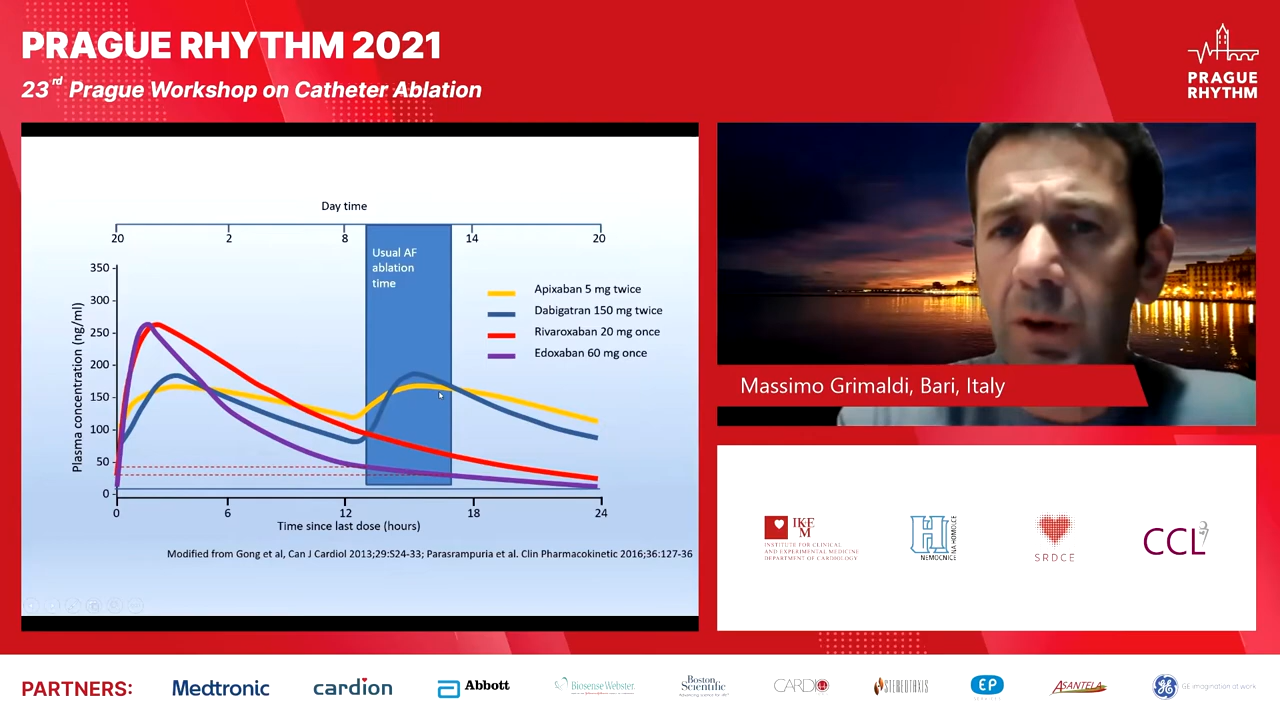 PRAGUE RHYTHM 2021
23rd Prague Workshop on Catheter Ablation
PRAGUE
RHYTHM
Day time
20 2 8 14 20
Usual AF
ablation
time
350
300
250
200
150
100
50
0
Plasma concentration (ng/ml)
Apixaban 5 mg twice
Dabigatran 150 mg twice
Rivaroxaban 20 mg once
Edoxaban 60 mg once
0 6 12 18 24
Time since last dose (hours)
Modified from Gong et al, Can J Cardiol 2013;29:S24-33; Parasrampuria et al. Clin Pharmacokinetic 2016;36:127-36
Massimo Grimaldi, Bari, Italy
IKEM
INSTITUTE FOR CLINICAL
AND EXPERIMENTAL MEDICINE
DEPARTMENT OF CARDIOLOGY
NEMOCNICE
NA HOMOLCE
SRDCE
CCL
PARTNERS:
Medtronic
cardion
Abbott
Biosense Webster
Boston
Scientific
CARDIO
STEREOTAXIS
EP
ASANTELA
GE imagination at work